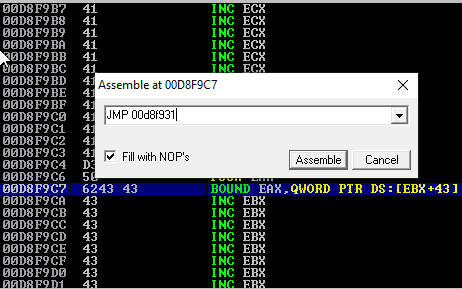 00D8F9B7 41 INC ECX
00D8F9B8 41 INC ECX
00D8F9B9 41 INC ECX
00D8F9BA 41 INC ECX
00D8F9BB 41 INC ECX
00D8F9BC 41 INC ECX
00D8F9BD 41
00D8F9BE 41
00D8F9BF 41
00D8F9C0 41
00D8F9C1 41
00D8F9C2 41
00D8F9C3 41
00D8F9C4 D3
00D8F9C6 50
Assemble at 00D8F9C7
JMP 00d8f931
Fill with NOP's
Assemble Cancel
00D8F9C7 6243 43 BOUND EAX,QWORD PTR DS:[EBX+43]
00D8F9CA 43 INC EBX
00D8F9CB 43 INC EBX
00D8F9CC 43 INC EBX
00D8F9CD 43 INC EBX
00D8F9CE 43 INC EBX
00D8F9CF 43 INC EBX
00D8F9D0 43 INC EBX
00D8F9D1 43 INC EBX